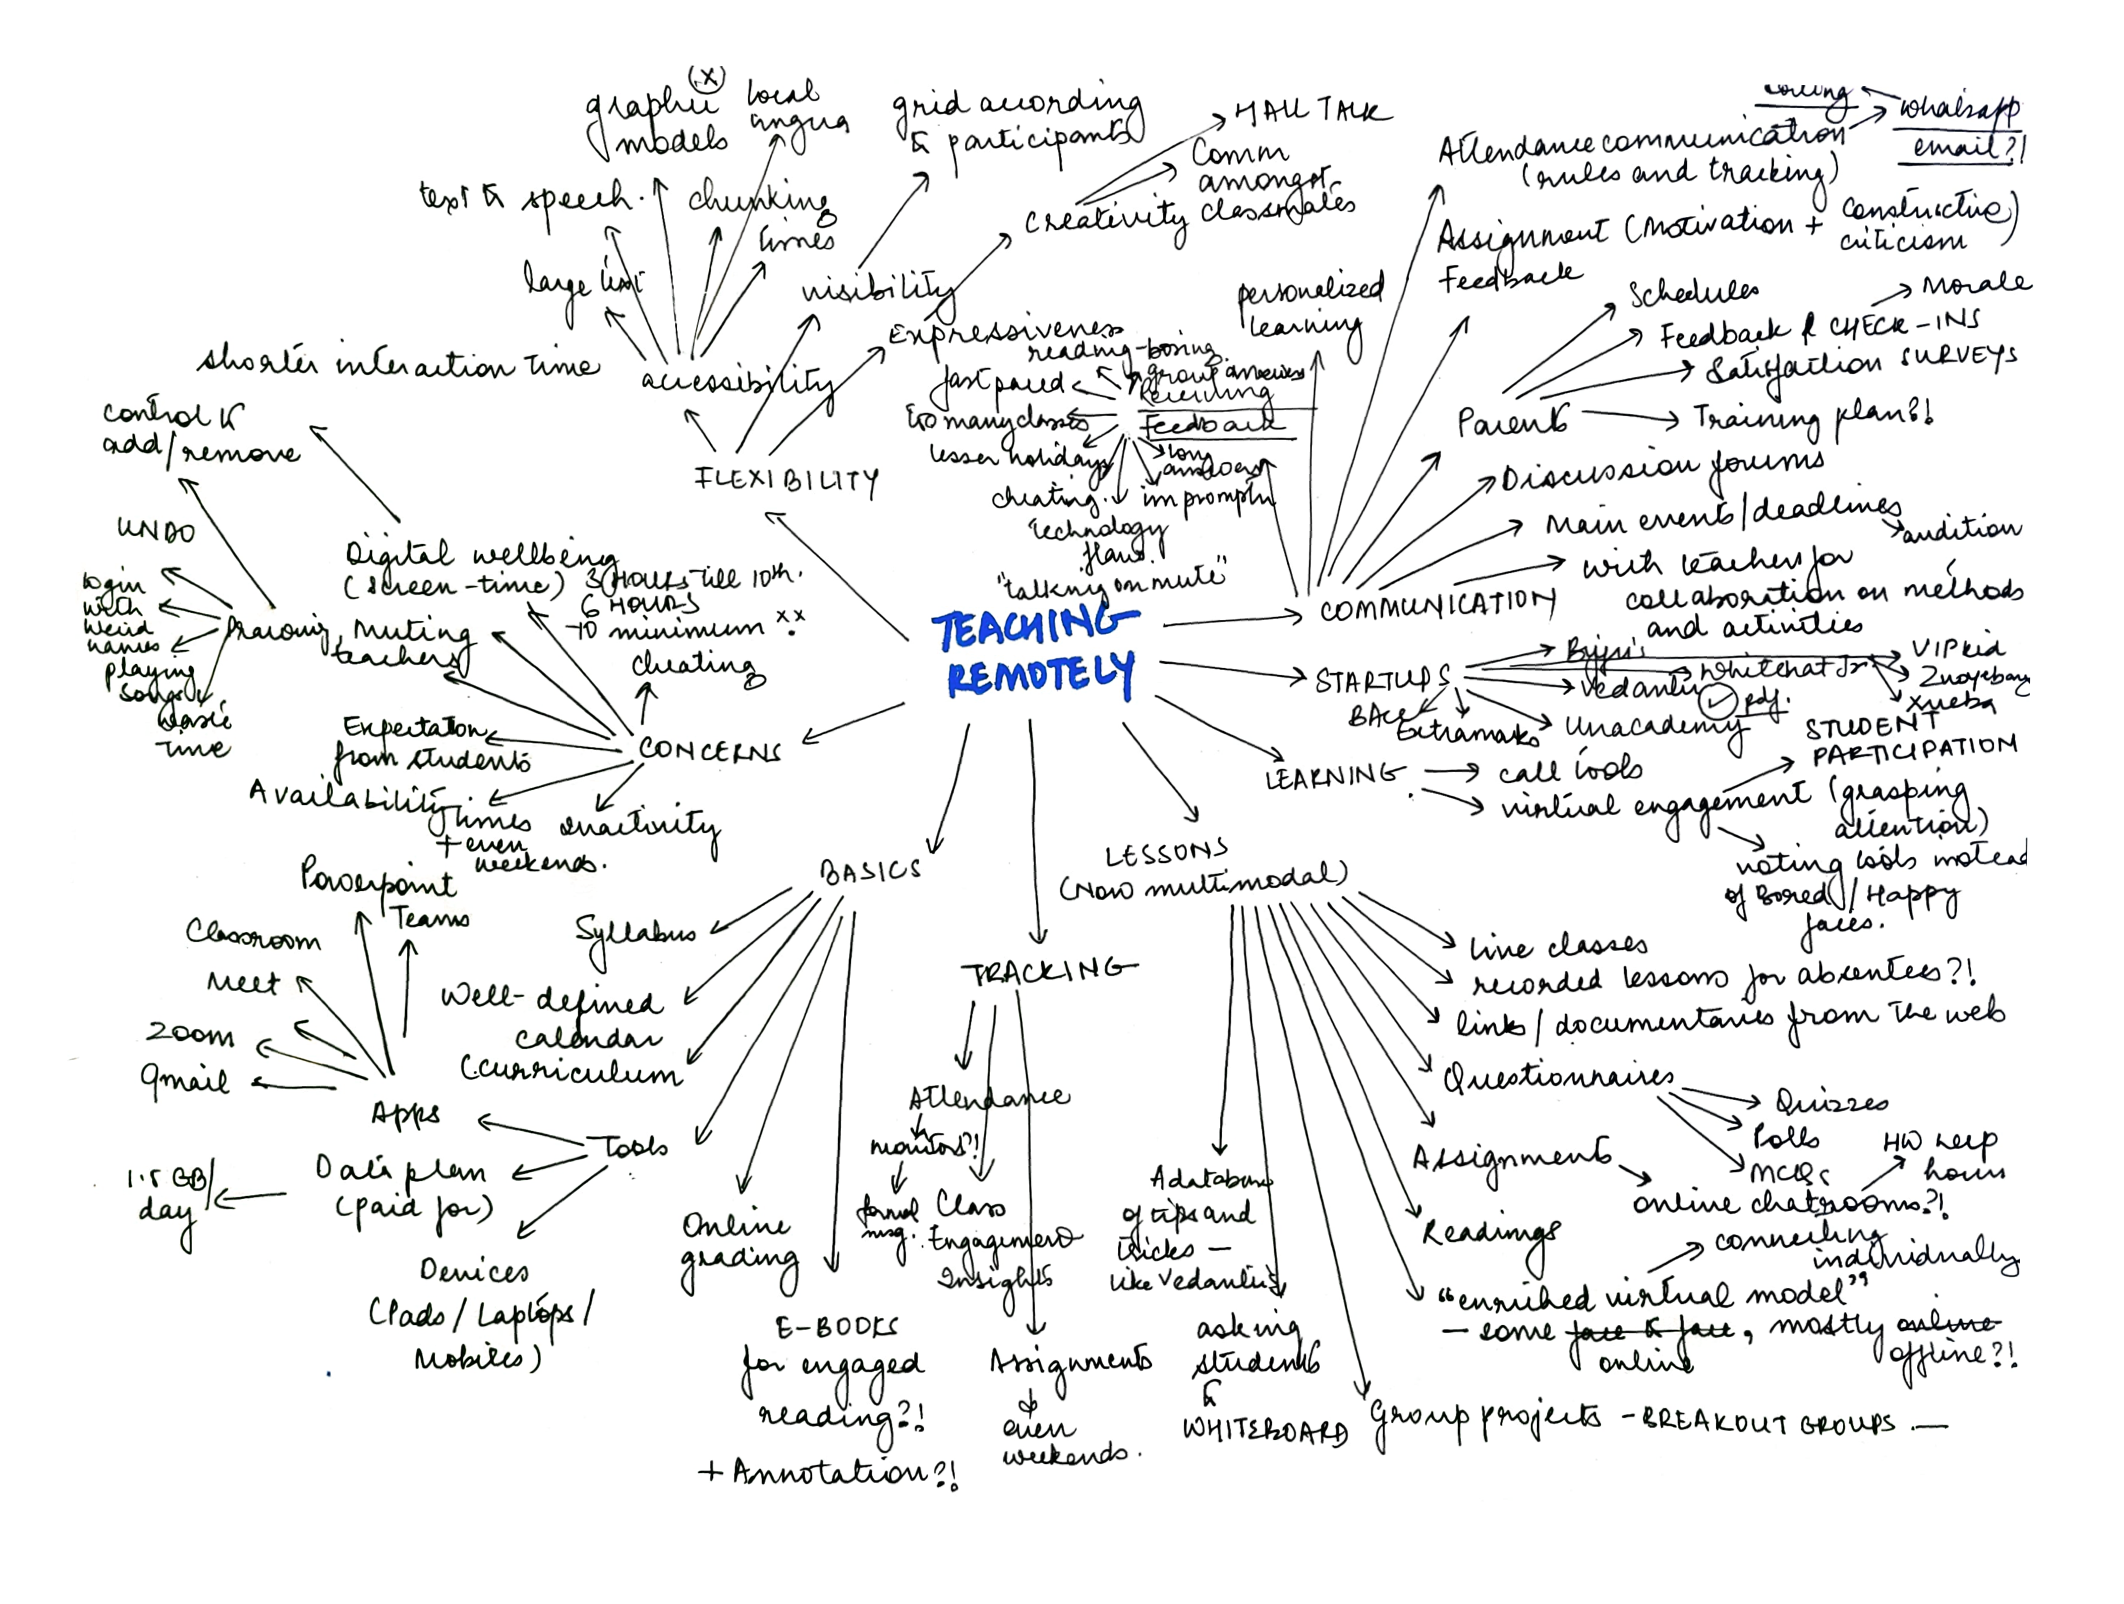 graphic (x)
models
local
lingua
grid according
to participants
HALL TALK
Comm
amongst
classmates
creativity
text to speech.
chunking
times
large text
visibility
Expressiveness
accessibility
FLEXIBILITY
shorter interaction time
control to
add/remove
UNDO
login
with
weird
names
playing
songs
waste
time
Digital wellbeing
(screen-time)
3 HOURS till 10th.
6 HOURS
minimum xx
muting
teachers
cheating
Expectation
from students
CONCERNS
Availability.
times
+ even
weekends.
inactivity
personalized
learning
reading-boring
group answers
fast paced
Receiving
Feedback
too many classes
lesser holidays
long
answers
cheating.
impromptu
technology
flaws.
"talking on mute"
TEACHING
REMOTELY
Attendance communication
(rules and tracking)
whatsapp
email?!
Assignment (motivation + constructive
criticism)
Feedback
Schedules
Morale
Feedback & CHECK-INS
Satisfaction SURVEYS
Parents
Training plan?!
Discussion forums
main events/deadlines
audition
with teachers for
collaboration on methods
and activities
COMMUNICATION
STARTUPS
Byju's
VIPkid
whitehat Jr.
Vedantu
pdf.
Zuoyebang
Xueba
Extramarks
Unacademy
LEARNING
call tools
virtual engagement (grasping
attention)
STUDENT
PARTICIPATION
voting tools instead
of Bored/Happy
faces.
BASICS
Syllabus
Well-defined
calendar
(curriculum
Tools
Apps
Powerpoint
Teams
Classroom
Meet
Zoom
gmail
Data plan
(paid for)
1.5 GB/
day
Devices
(Pads/Laptops/
Mobiles)
Online
grading
E-BOOKS
for engaged
reading?!
+ Annotation?!
TRACKING
Attendance
monitors?!
formal
msg.
Class
Engagement
Insights
Assignments
even
weekends.
LESSONS
(Now multimodal)
live classes
recorded lessons for absentees?!
links/documentaries from the web
Questionnaires
Quizzes
Polls
MCQs
Assignments
online chatrooms?!
HW help
hours
Readings
"enriched virtual model"
connecting
individually
- some face to face, mostly online
online
offline?!
Group projects - BREAKOUT GROUPS -
A database
of tips and
tricks -
like Vedantu's
asking
students
to
WHITEBOARD